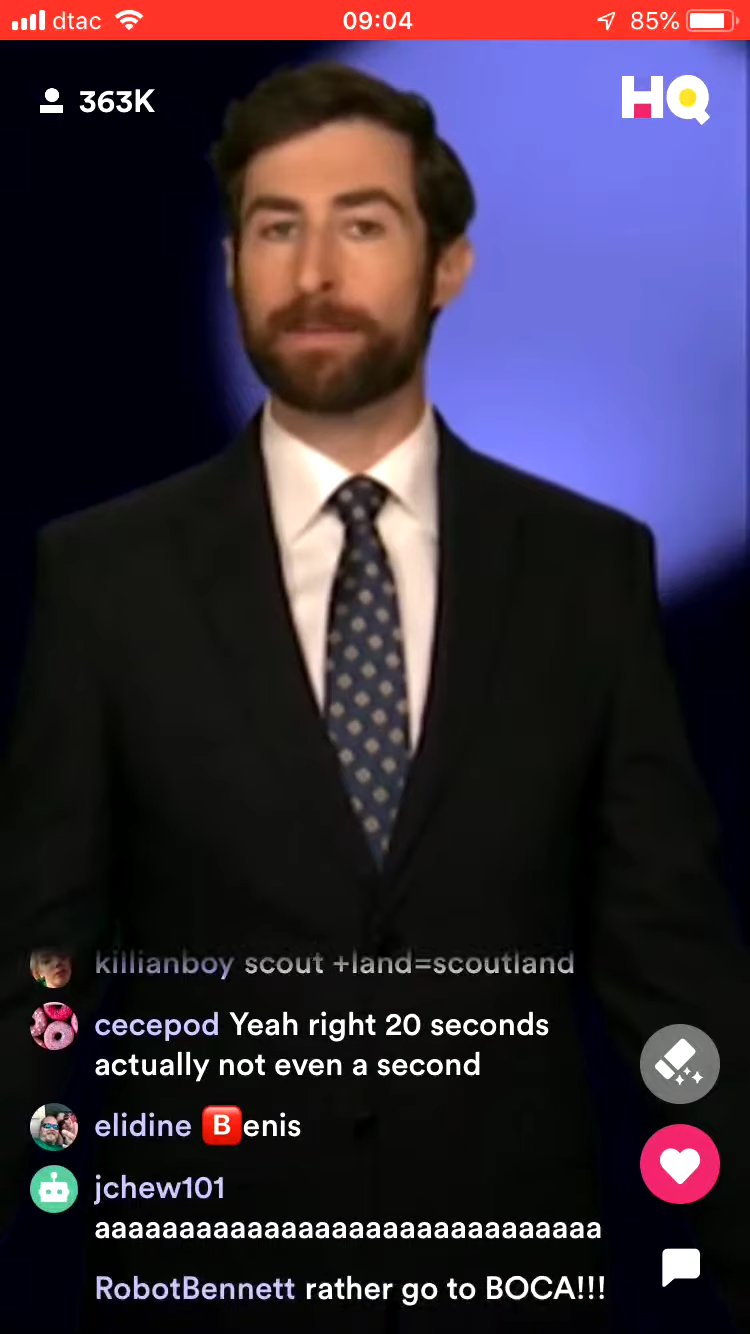 dtac 09:04 85%
363K HQ
killianboy scout +land=scoutland
cecepod Yeah right 20 seconds
actually not even a second
elidine 🅱enis
jchew101
aaaaaaaaaaaaaaaaaaaaaaaaaaaaaa
RobotBennett rather go to BOCA!!!